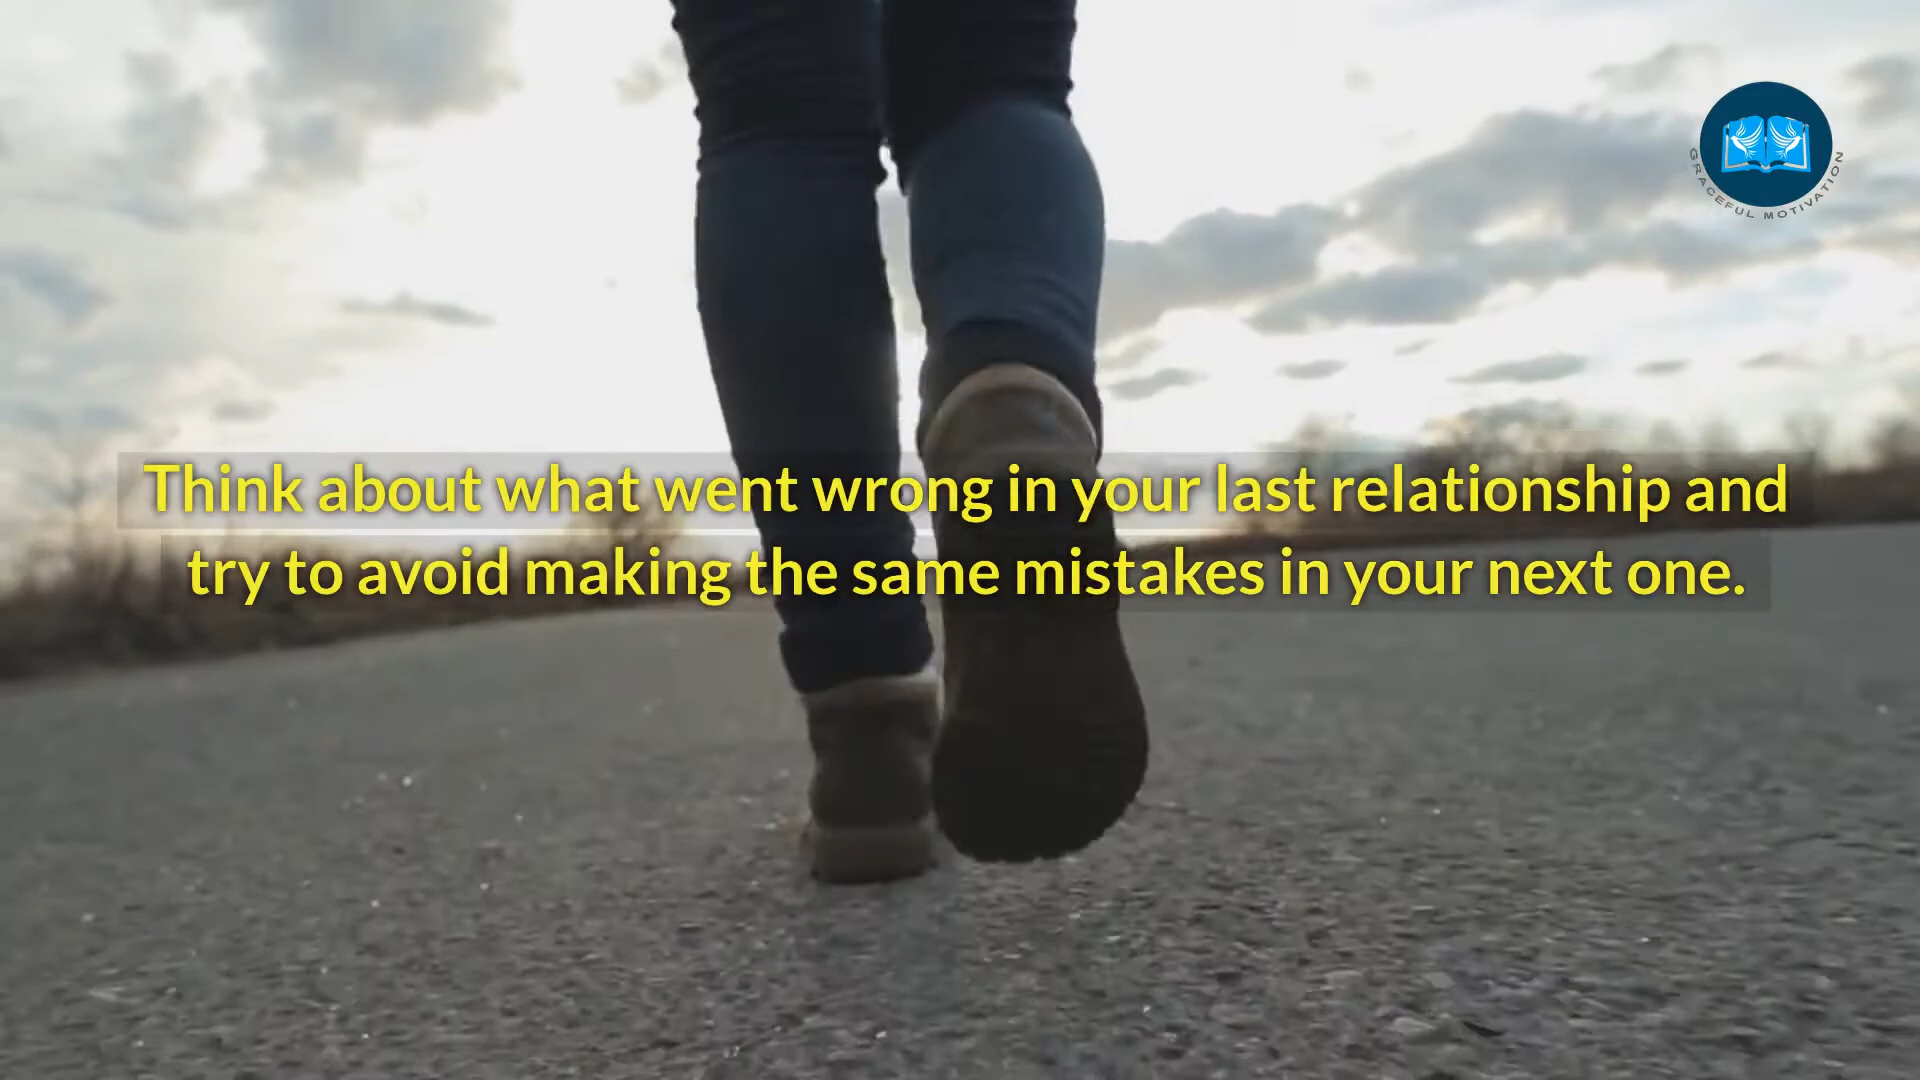 GRACEFUL MOTIVATION
Think about what went wrong in your last relationship and
try to avoid making the same mistakes in your next one.